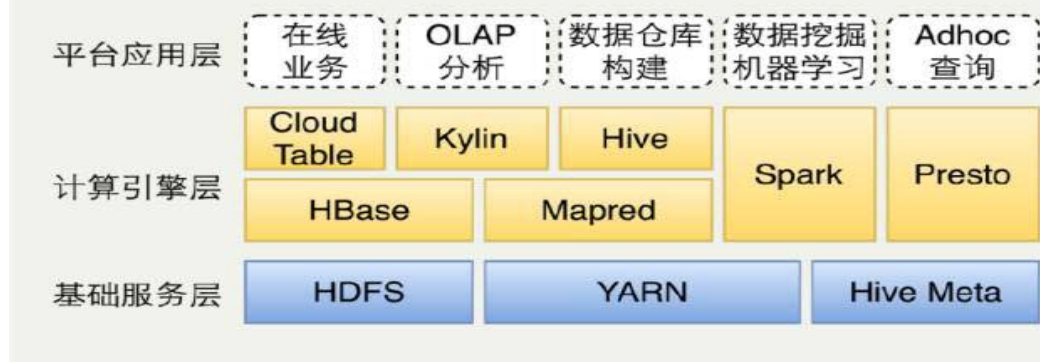 平台应用层
在线
业务
OLAP
分析
数据仓库
构建
数据挖掘
机器学习
Adhoc
查询
计算引擎层
Cloud
Table
Kylin
Hive
Spark
Presto
HBase
Mapred
基础服务层
HDFS
YARN
Hive Meta